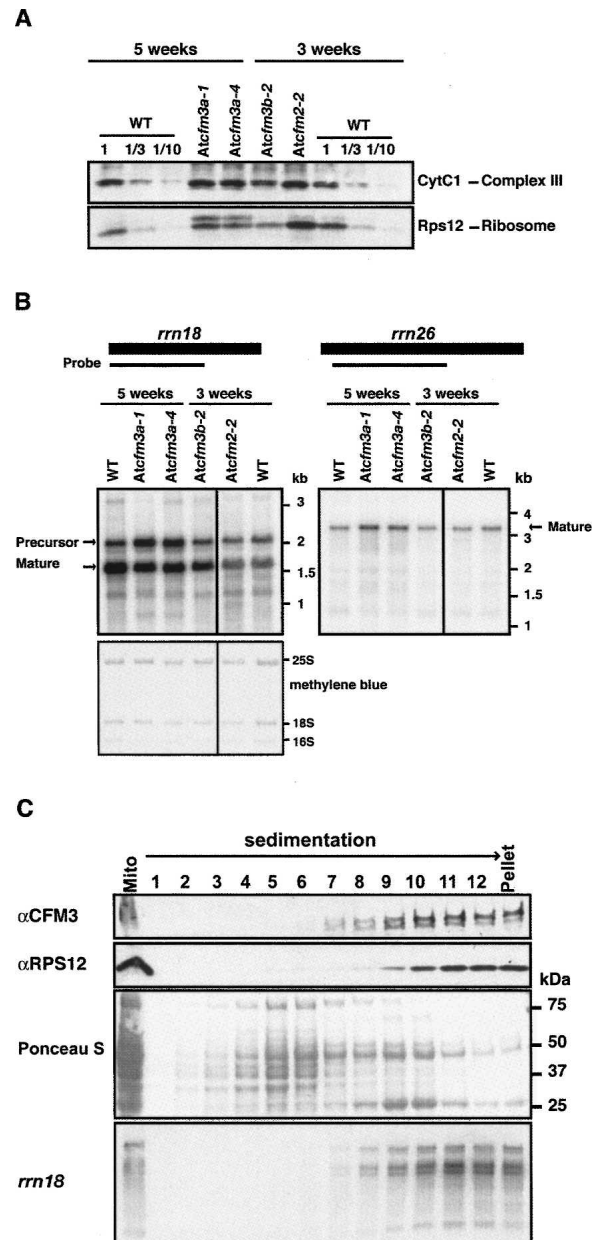 A
5 weeks 3 weeks
WT Atcfm3a-1 Atcfm3a-4 Atcfm3b-2 Atcfm2-2 WT
1 1/3 1/10 1 1/3 1/10
CytC1 – Complex III
Rps12 – Ribosome
B
rrn18 rrn26
Probe
5 weeks 3 weeks 5 weeks 3 weeks
WT Atcfm3a-1 Atcfm3a-4 Atcfm3b-2 Atcfm2-2 WT kb WT Atcfm3a-1 Atcfm3a-4 Atcfm3b-2 Atcfm2-2 WT kb
3
4
Precursor 2 Mature
3
Mature 1.5 2
1.5
1 1
25S
methylene blue
18S
16S
C
sedimentation
Mito 1 2 3 4 5 6 7 8 9 10 11 12 Pellet
αCFM3
αRPS12
kDa
75
Ponceau S 50
37
25
rrn18